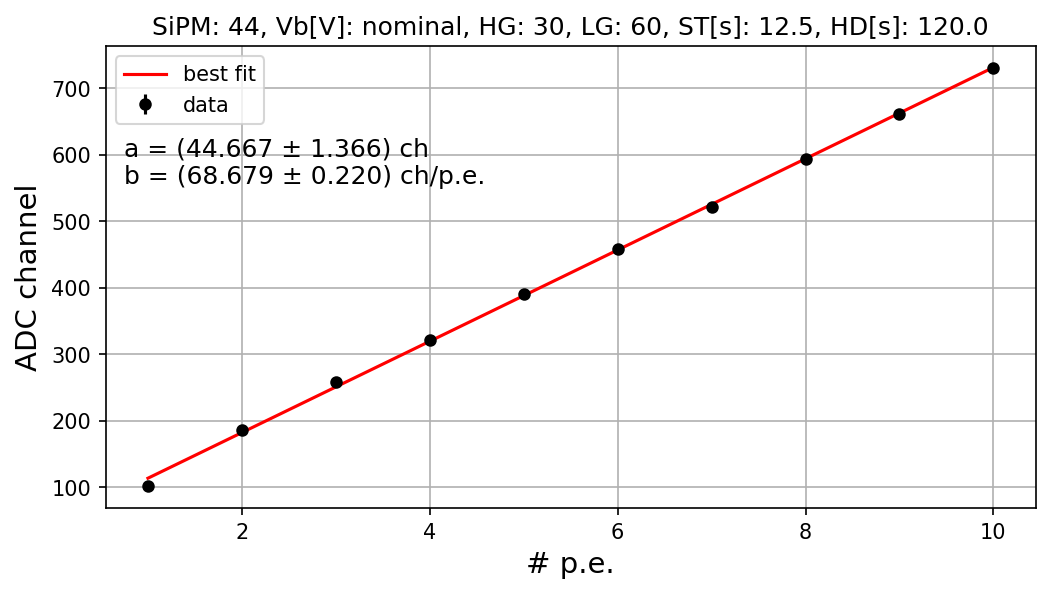 SiPM: 44, Vb[V]: nominal, HG: 30, LG: 60, ST[s]: 12.5, HD[s]: 120.0
best fit
data
a = (44.667 ± 1.366) ch
b = (68.679 ± 0.220) ch/p.e.
ADC channel
700
600
500
400
300
200
100
2 4 6 8 10
# p.e.